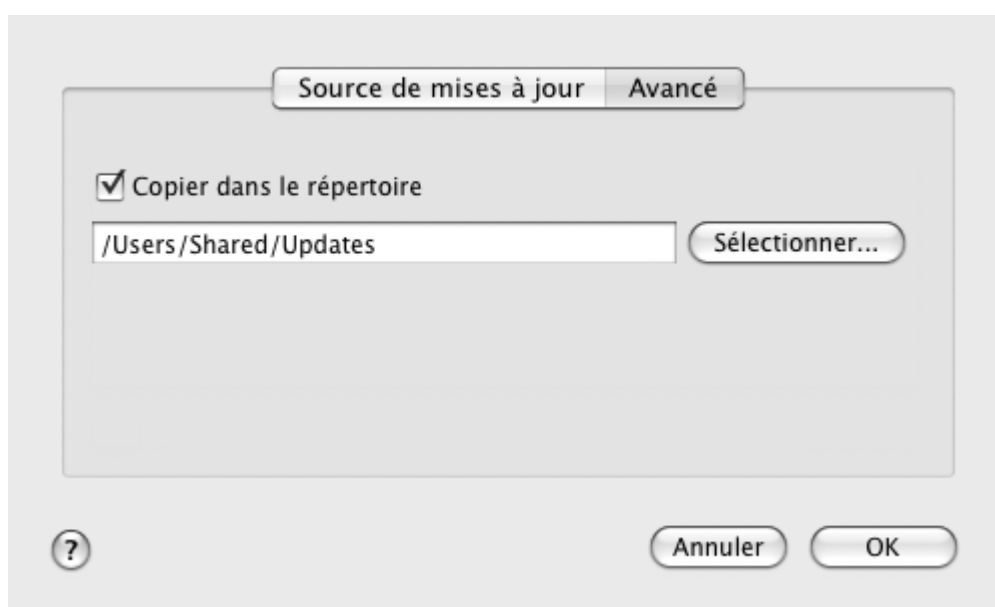 Source de mises à jour Avancé
Copier dans le répertoire
/Users/Shared/Updates Sélectionner...
? Annuler OK